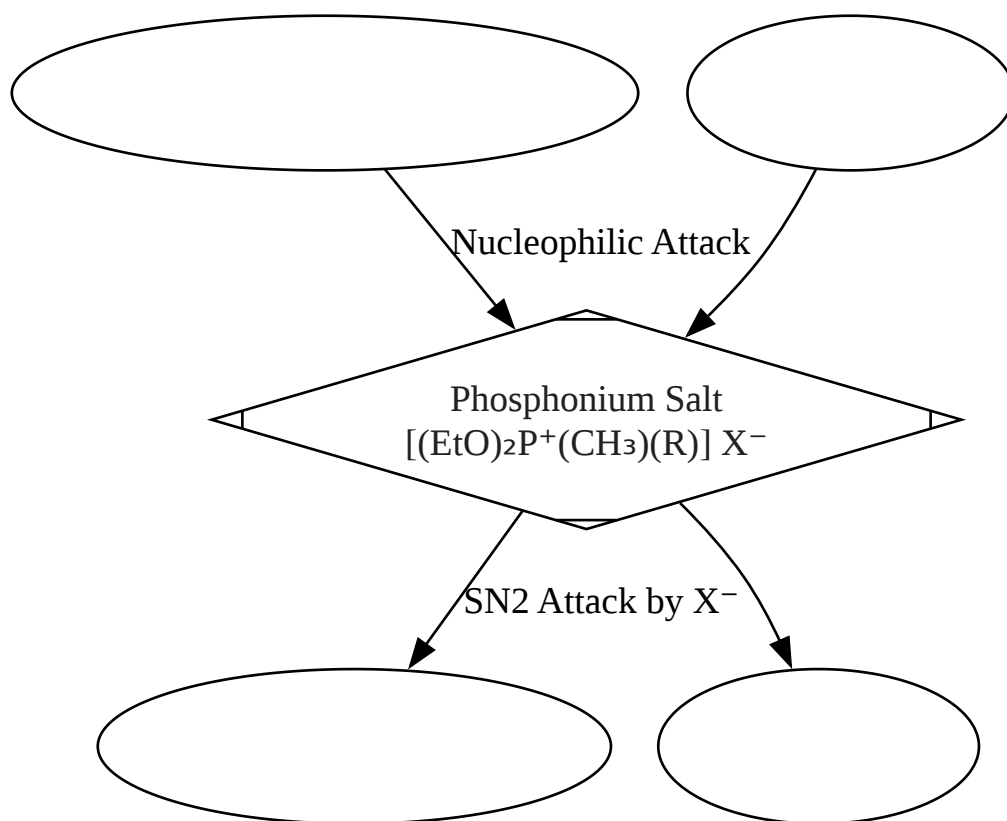 Nucleophilic Attack
Phosphonium Salt
[(EtO)₂P⁺(CH₃)(R)] X⁻
SN2 Attack by X⁻